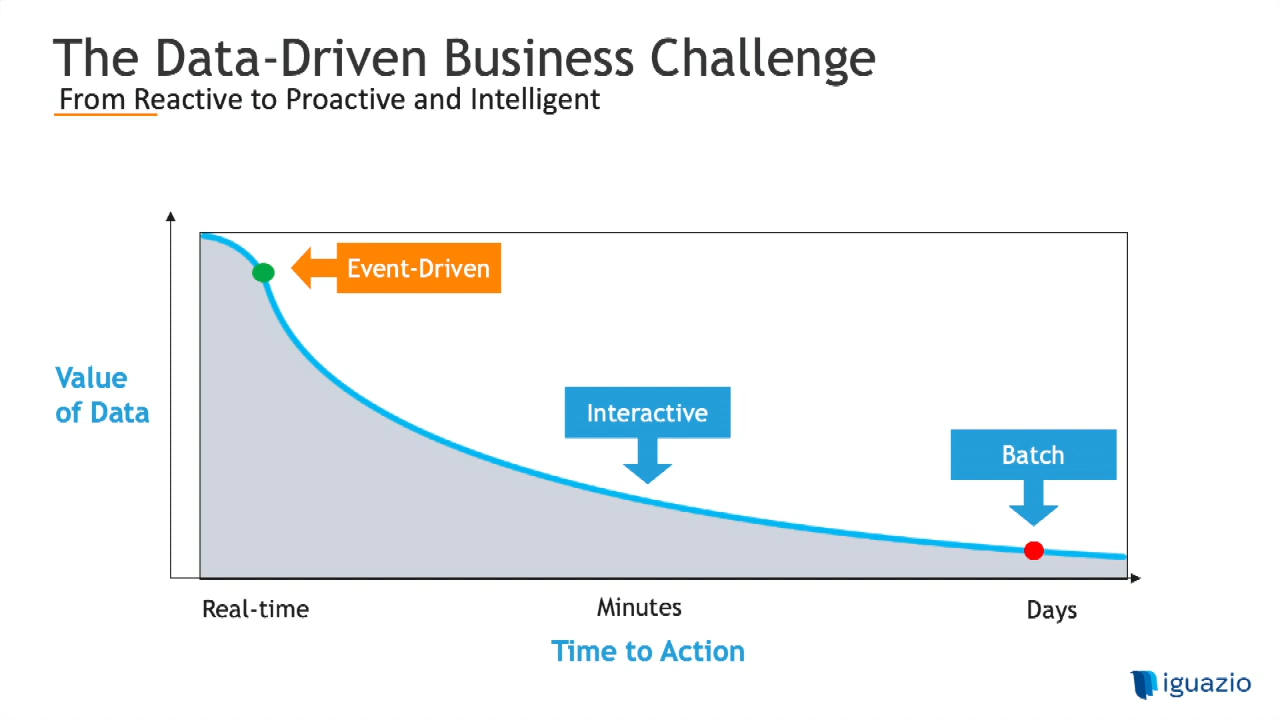 The Data-Driven Business Challenge
From Reactive to Proactive and Intelligent
Event-Driven
Value
of Data
Interactive
Batch
Real-time
Minutes
Days
Time to Action
iguazio